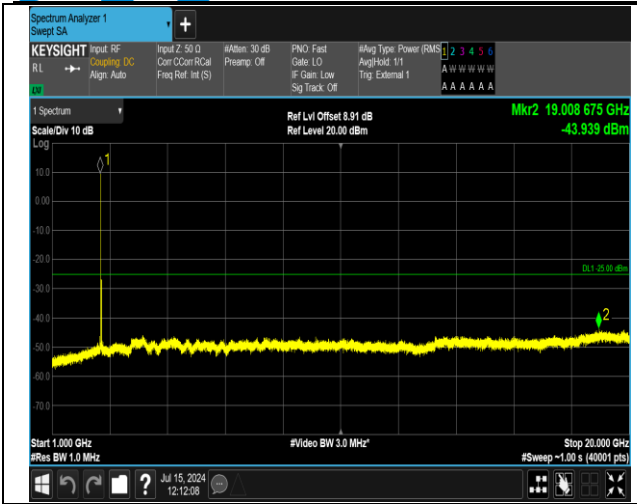 Spectrum Analyzer 1
Swept SA
+
KEYSIGHT
RL
Input: RF
Coupling: DC
Align: Auto
Input Z: 50 Ω
Corr CCorr RCal
Freq Ref: Int (S)
#Atten: 30 dB
Preamp: Off
PNO: Fast
Gate: LO
IF Gain: Low
Sig Track: Off
#Avg Type: Power (RMS
Avg|Hold: 1/1
Trig: External 1
1 2 3 4 5 6
A W W W W W
A A A A A A
1 Spectrum
Scale/Div 10 dB
Log
Ref Lvl Offset 8.91 dB
Ref Level 20.00 dBm
Mkr2 19.008 675 GHz
-43.939 dBm
1
10.0
0.00
-10.0
-20.0
DL1 -25.00 dBm
-30.0
2
-40.0
-50.0
-60.0
-70.0
Start 1.000 GHz
#Video BW 3.0 MHz*
Stop 20.000 GHz
#Res BW 1.0 MHz
#Sweep ~1.00 s (40001 pts)
?
Jul 15, 2024
12:12:08